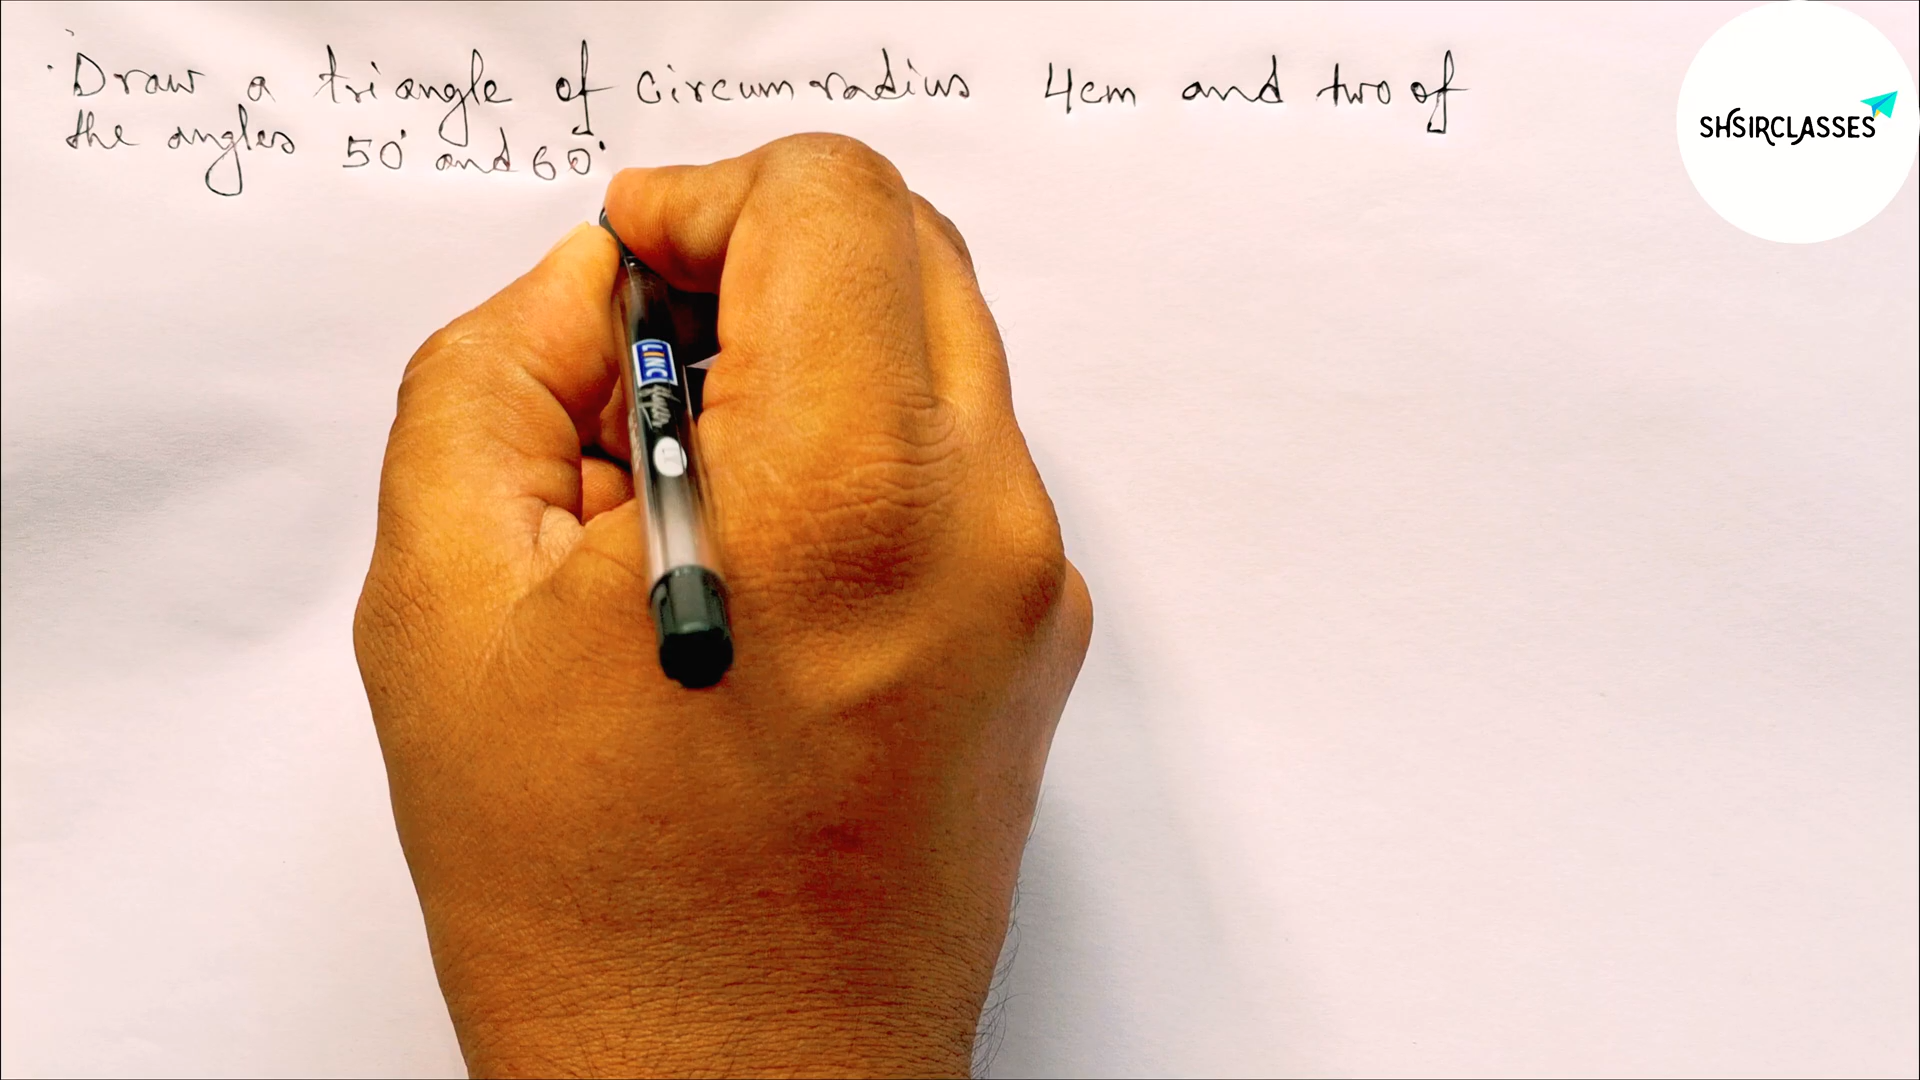 Draw a triangle of circumradius 4cm and two of
the angles 50° and 60°
SHSIRCLASSES
LINC